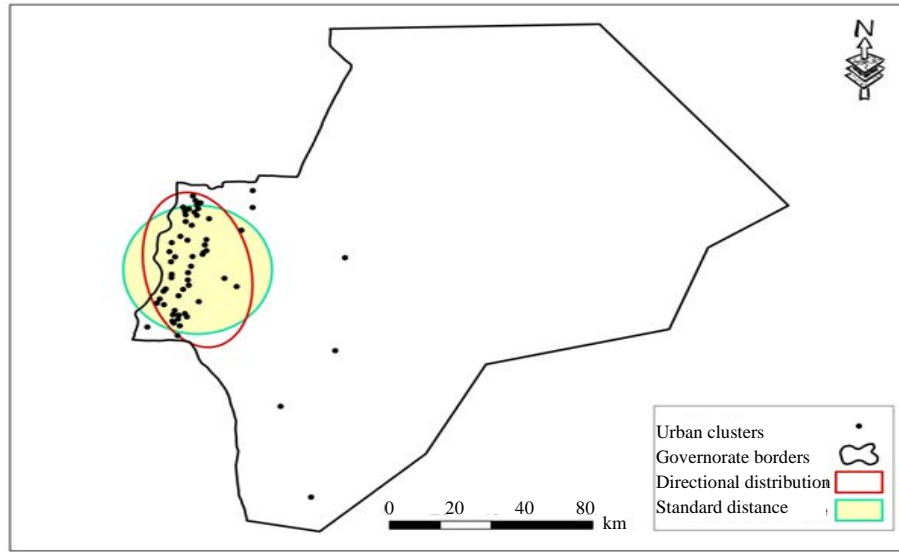 N
Urban clusters
Governorate borders
Directional distribution
Standard distance
0 20 40 80
km